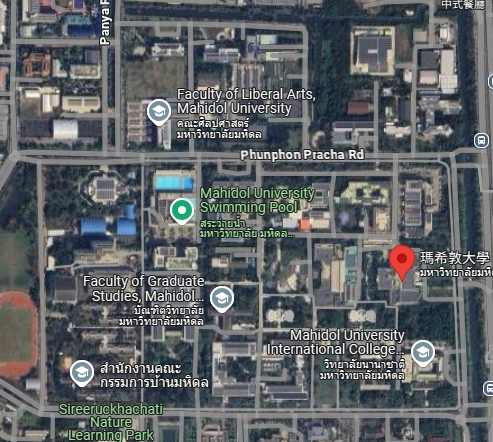 中式餐廳
Panya R
Faculty of Liberal Arts,
Mahidol University
คณะศิลปศาสตร์
มหาวิทยาลัยมหิดล
Phunphon Pracha Rd
Mahidol University
Swimming Pool
สระว่ายน้ำ
มหาวิทยาลัย มหิดล...
瑪希敦大學
มหาวิทยาลัยมหิด
Faculty of Graduate
Studies, Mahidol...
บัณฑิตวิทยาลัย
มหาวิทยาลัยมหิดล
Mahidol University
International College...
วิทยาลัยนานาชาติ
มหาวิทยาลัยมหิดล
สำนักงานคณะ
กรรมการบ้านมหิดล
Sireeruckhachati
Nature
Learning Park